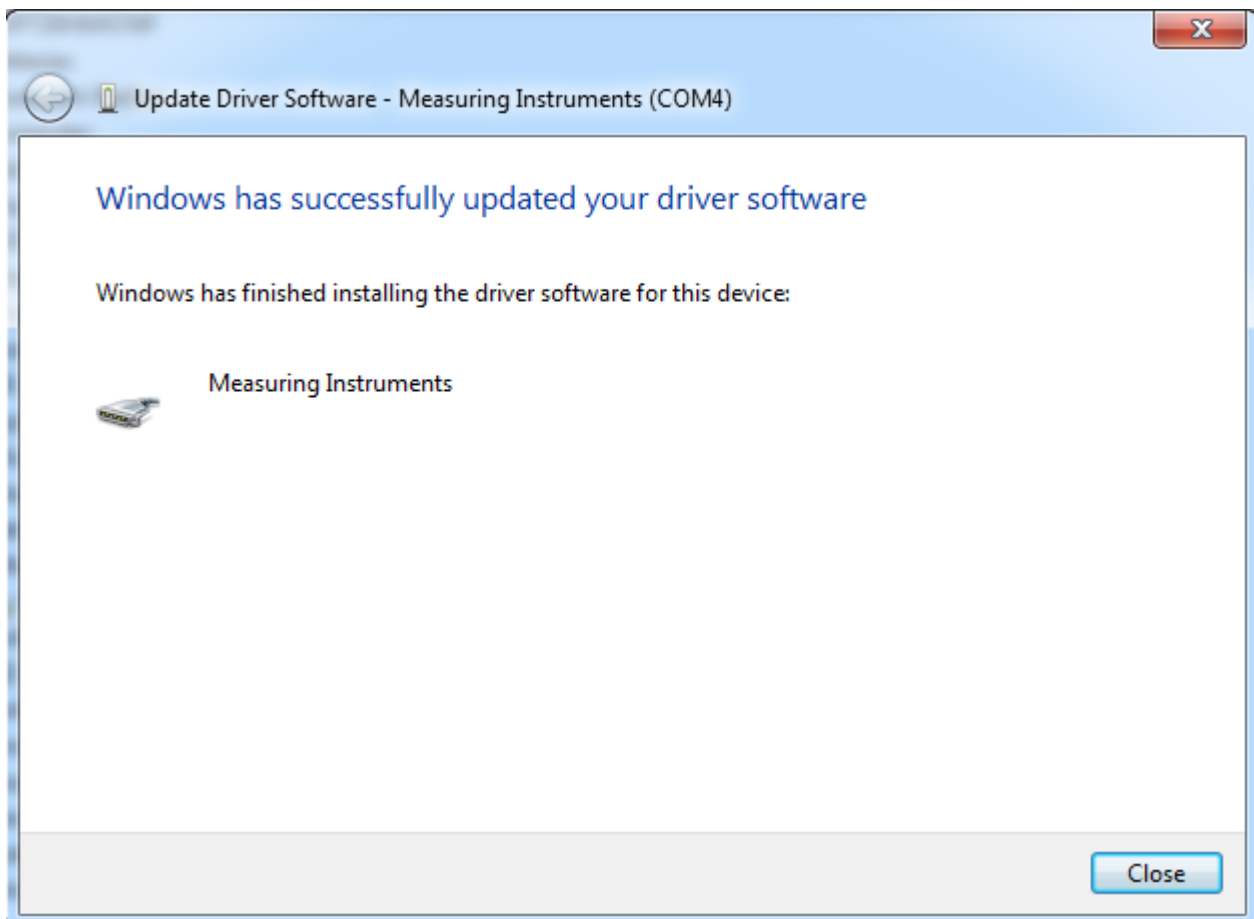 Update Driver Software - Measuring Instruments (COM4)
Windows has successfully updated your driver software
Windows has finished installing the driver software for this device:
Measuring Instruments
Close